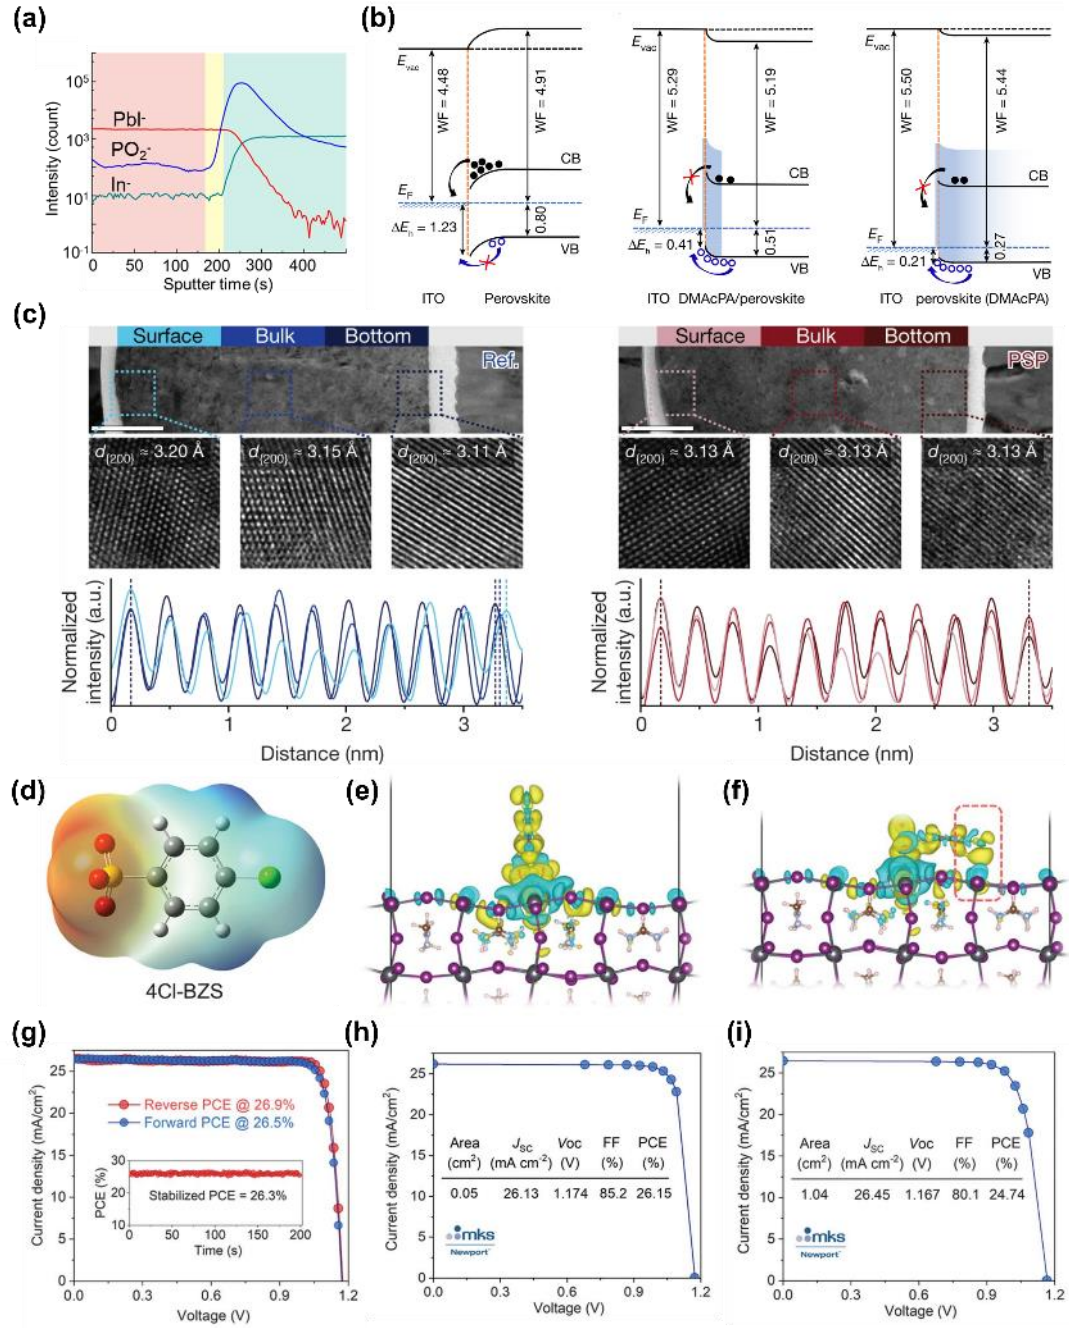 (a)
Intensity (count)
10⁵
10³
10¹
10⁻¹
PbI⁻
PO₂⁻
In⁻
0 100 200 300 400
Sputter time (s)
(b)
Evac
WF = 4.48
WF = 4.91
CB
EF
ΔEh = 1.23
0.80
VB
ITO Perovskite
Evac
WF = 5.29
WF = 5.19
CB
EF
ΔEh = 0.41
0.51
VB
ITO DMAcPA/perovskite
Evac
WF = 5.50
WF = 5.44
CB
EF
ΔEh = 0.21
0.27
VB
ITO perovskite (DMAcPA)
(c)
Surface Bulk Bottom
Ref.
d(200) ≈ 3.20 Å d(200) ≈ 3.15 Å d(200) ≈ 3.11 Å
Normalized
intensity (a.u.)
0 1 2 3
Distance (nm)
Surface Bulk Bottom
PSP
d(200) ≈ 3.13 Å d(200) ≈ 3.13 Å d(200) ≈ 3.13 Å
Normalized
intensity (a.u.)
0 1 2 3
Distance (nm)
(d)
4Cl-BZS
(e)
(f)
(g)
Current density (mA/cm²)
25
20
15
10
5
0
Reverse PCE @ 26.9%
Forward PCE @ 26.5%
PCE (%)
30
20
10
Stabilized PCE = 26.3%
0 50 100 150 200
Time (s)
0.0 0.3 0.6 0.9 1.2
Voltage (V)
(h)
Current density (mA/cm²)
25
20
15
10
5
0
Area JSC Voc FF PCE
(cm²) (mA cm⁻²) (V) (%) (%)
0.05 26.13 1.174 85.2 26.15
mks
Newport™
0.0 0.3 0.6 0.9 1.2
Voltage (V)
(i)
Current density (mA/cm²)
25
20
15
10
5
0
Area JSC Voc FF PCE
(cm²) (mA cm⁻²) (V) (%) (%)
1.04 26.45 1.167 80.1 24.74
mks
Newport™
0.0 0.3 0.6 0.9 1.2
Voltage (V)